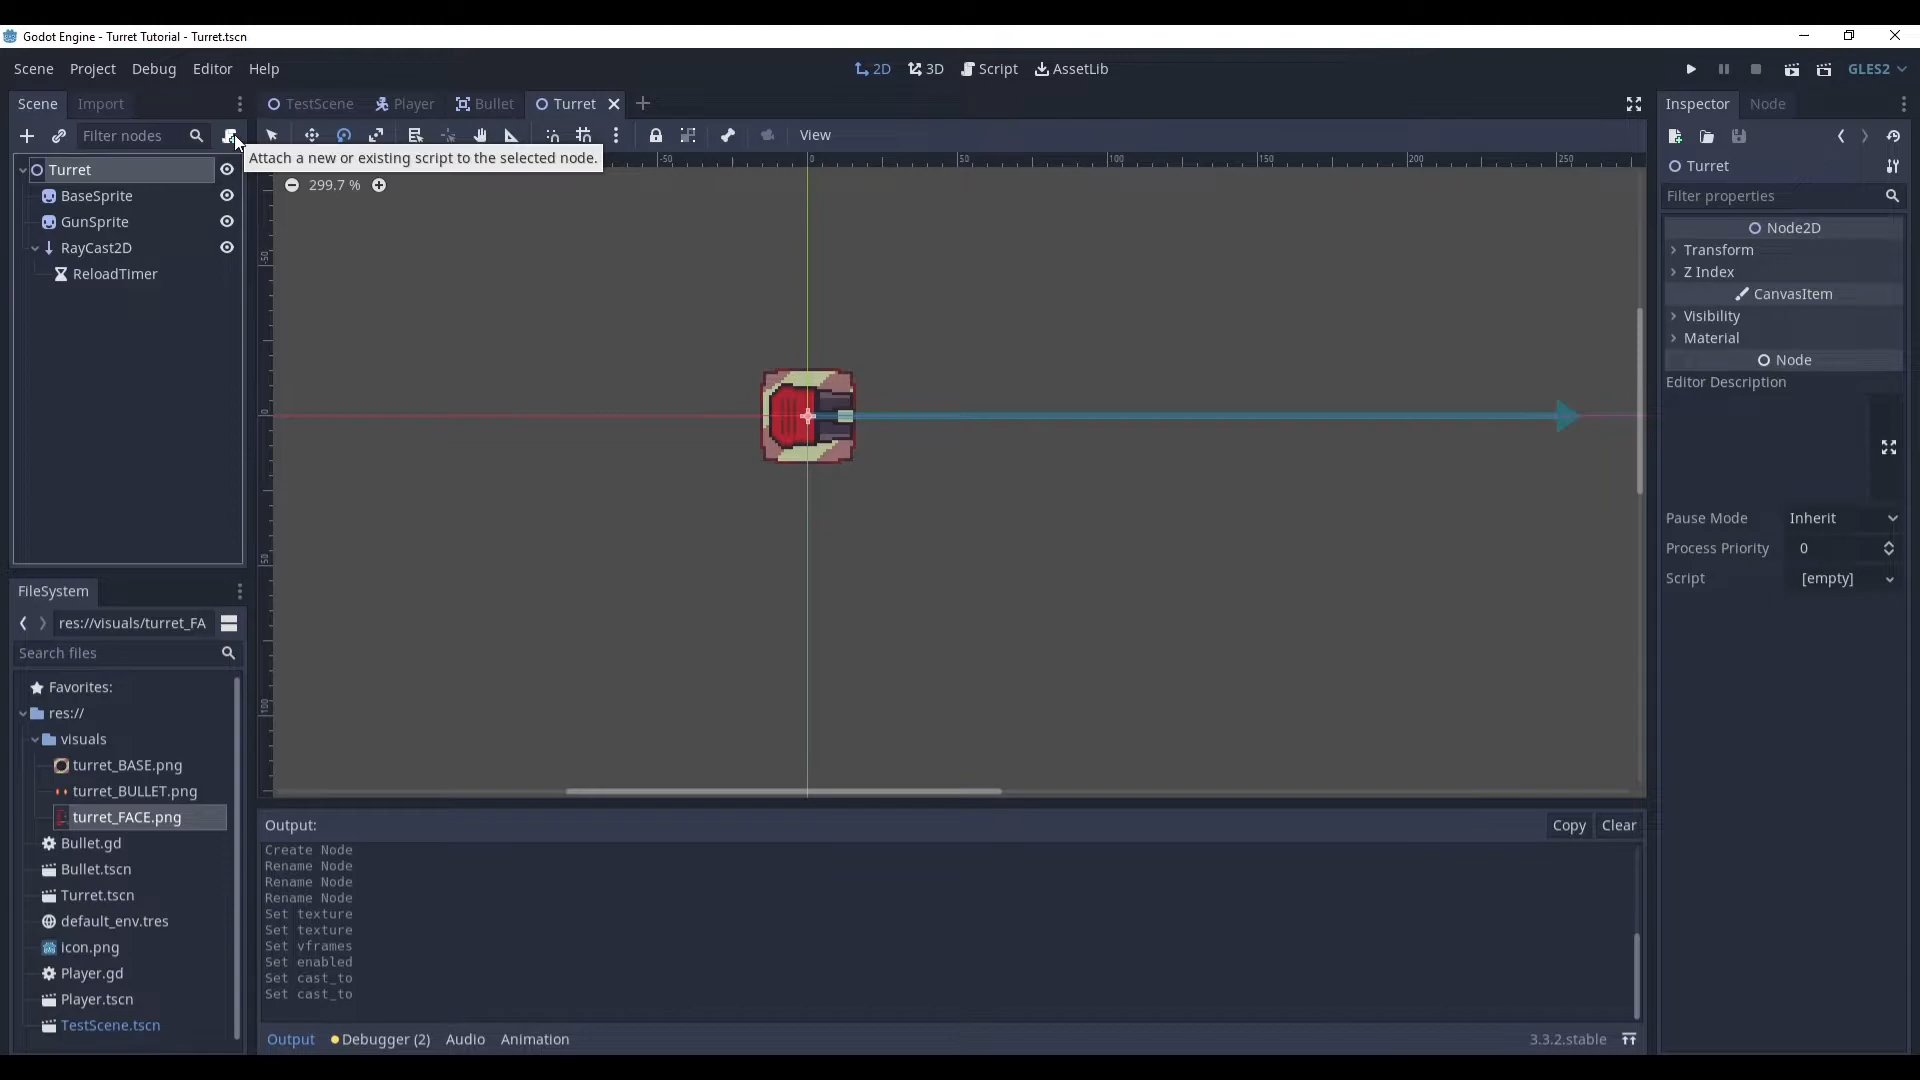 Godot Engine - Turret Tutorial - Turret.tscn
Scene Project Debug Editor Help
2D 3D Script AssetLib
GLES2
Scene Import
TestScene Player Bullet Turret
Inspector Node
Filter nodes
View
Attach a new or existing script to the selected node.
-50 0 50 100 150 200 250
299.7 %
-50
0
50
100
Turret
BaseSprite
GunSprite
RayCast2D
ReloadTimer
Turret
Filter properties
Node2D
Transform
Z Index
CanvasItem
Visibility
Material
Node
Editor Description
Pause Mode Inherit
Process Priority 0
Script [empty]
FileSystem
res://visuals/turret_FA
Search files
Favorites:
res://
visuals
turret_BASE.png
turret_BULLET.png
turret_FACE.png
Bullet.gd
Bullet.tscn
Turret.tscn
default_env.tres
icon.png
Player.gd
Player.tscn
TestScene.tscn
Output: Copy Clear
Create Node
Rename Node
Rename Node
Rename Node
Set texture
Set texture
Set vframes
Set enabled
Set cast_to
Set cast_to
Output Debugger (2) Audio Animation 3.3.2.stable